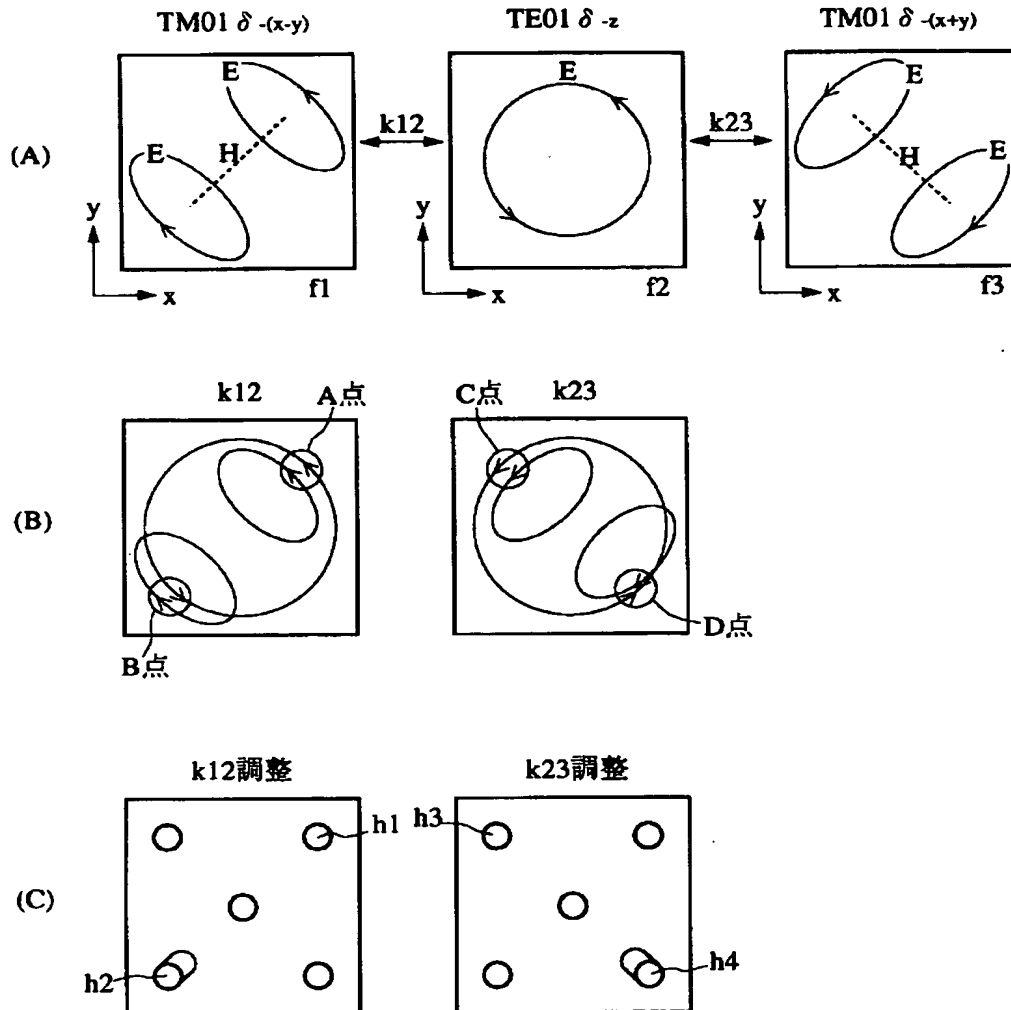 TM01 δ -(x-y)
TE01 δ -z
TM01 δ -(x+y)
(A)
E
H
E
y
x
f1
k12
E
y
x
f2
k23
E
H
E
y
x
f3
(B)
k12
A点
B点
k23
C点
D点
(C)
k12調整
h1
h2
k23調整
h3
h4